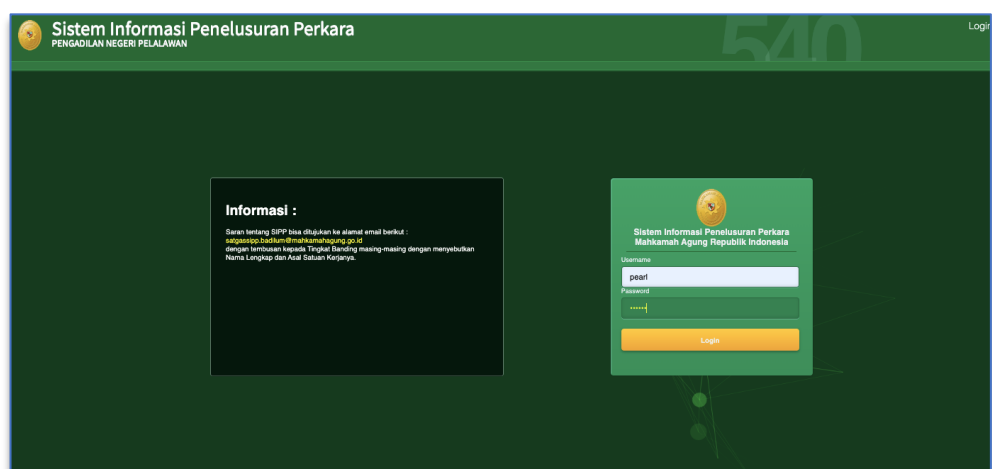 Sistem Informasi Penelusuran Perkara
PENGADILAN NEGERI PELALAWAN
540
Login
Informasi :
Saran tentang SIPP bisa ditujukan ke alamat email berikut :
satgassipp.badilum@mahkamahagung.go.id
dengan tembusan kepada Tingkat Banding masing-masing dengan menyebutkan
Nama Lengkap dan Asal Satuan Kerjanya.
Sistem Informasi Penelusuran Perkara
Mahkamah Agung Republik Indonesia
Username
pearl
Password
••••••
Login